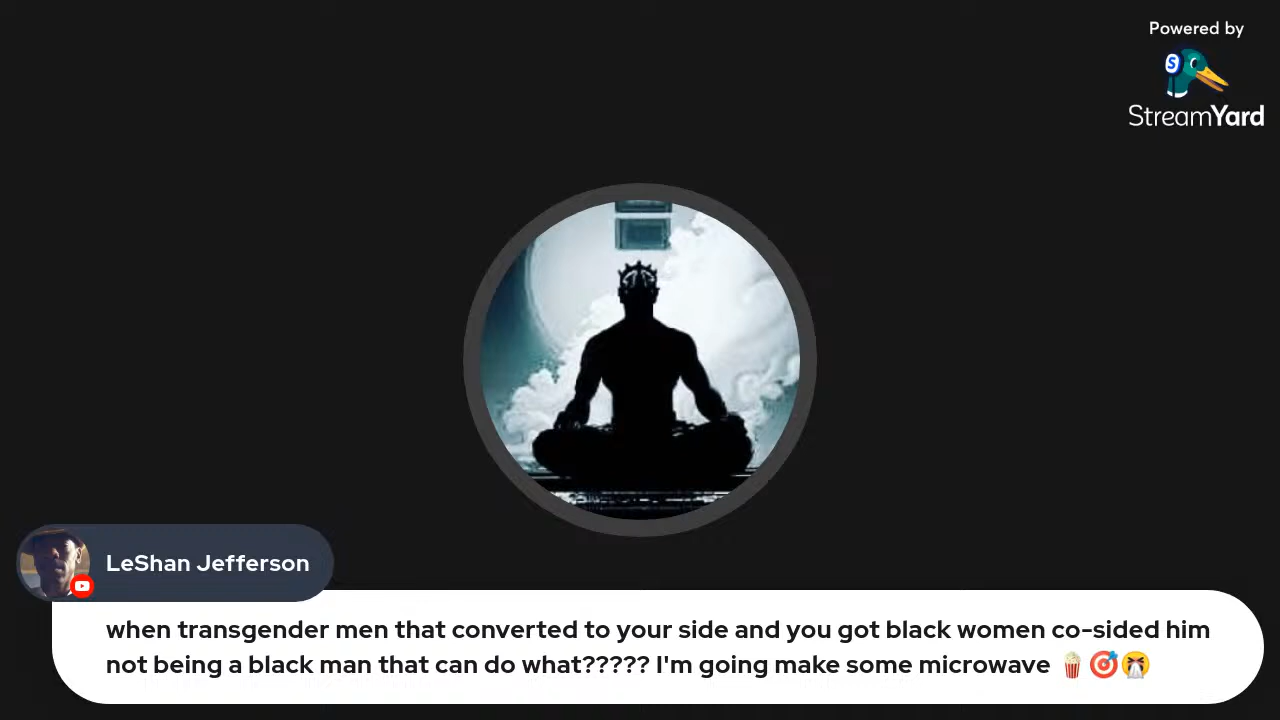 Powered by
S
StreamYard
LeShan Jefferson
when transgender men that converted to your side and you got black women co-sided him
not being a black man that can do what????? I'm going make some microwave 🍿🎯🤧